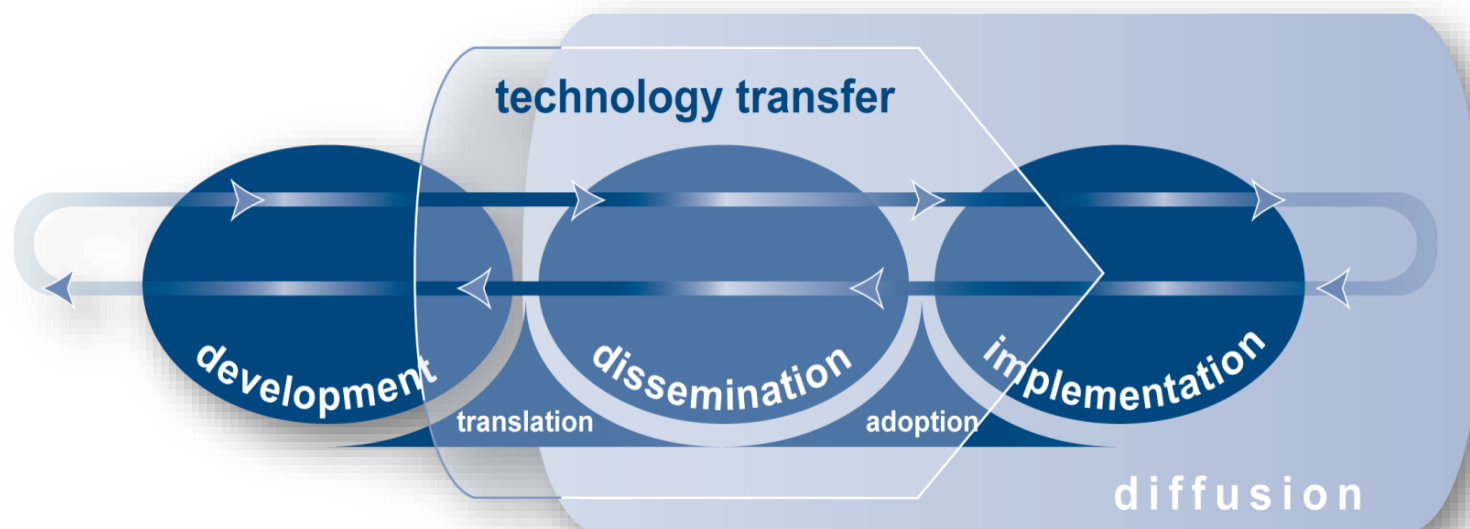 technology transfer
development
dissemination
implementation
translation
adoption
diffusion